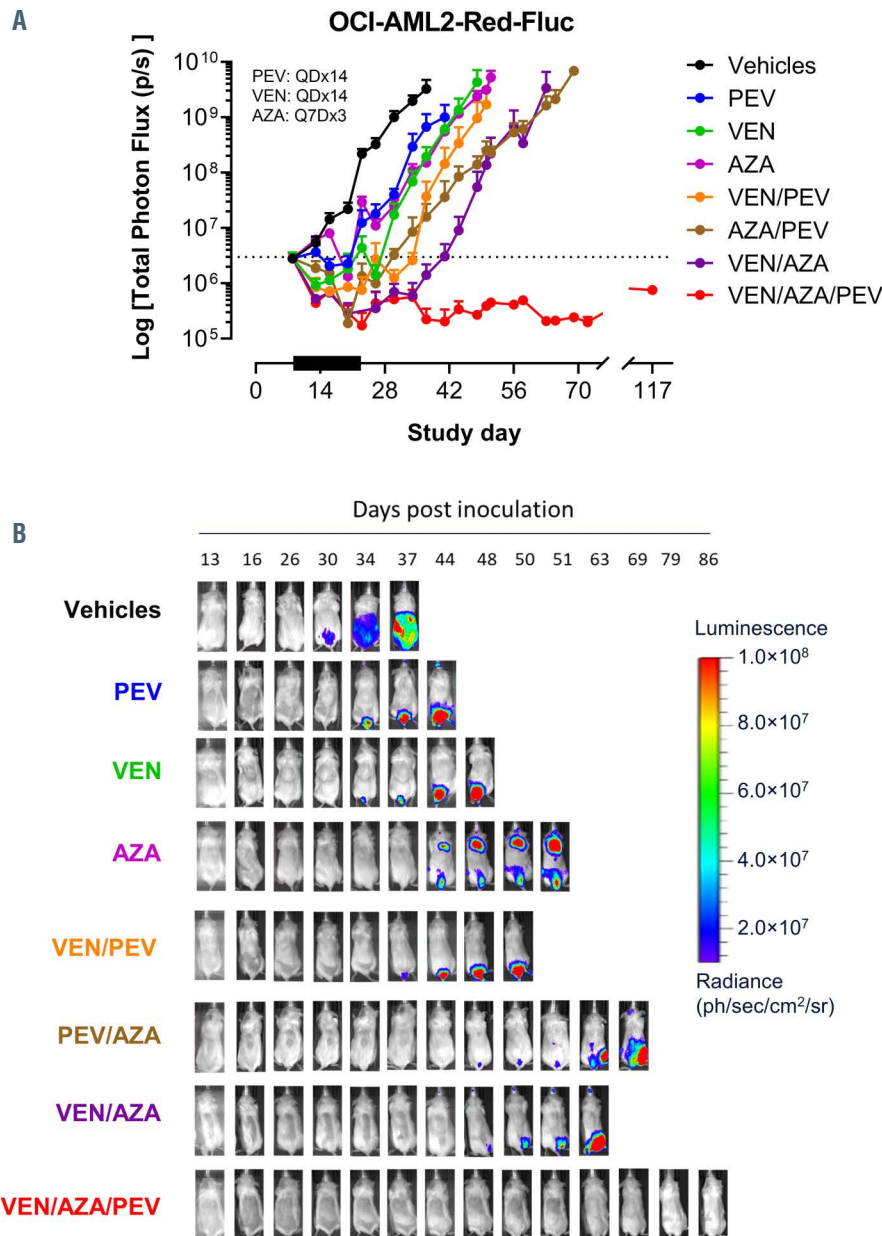 A
OCI-AML2-Red-Fluc
Log [Total Photon Flux (p/s)]
10¹⁰
10⁹
10⁸
10⁷
10⁶
10⁵
PEV: QDx14
VEN: QDx14
AZA: Q7Dx3
Vehicles
PEV
VEN
AZA
VEN/PEV
AZA/PEV
VEN/AZA
VEN/AZA/PEV
0 14 28 42 56 70 117
Study day
B
Days post inoculation
13 16 26 30 34 37 44 48 50 51 63 69 79 86
Vehicles
PEV
VEN
AZA
VEN/PEV
PEV/AZA
VEN/AZA
VEN/AZA/PEV
Luminescence
1.0×10⁸
8.0×10⁷
6.0×10⁷
4.0×10⁷
2.0×10⁷
Radiance
(ph/sec/cm²/sr)